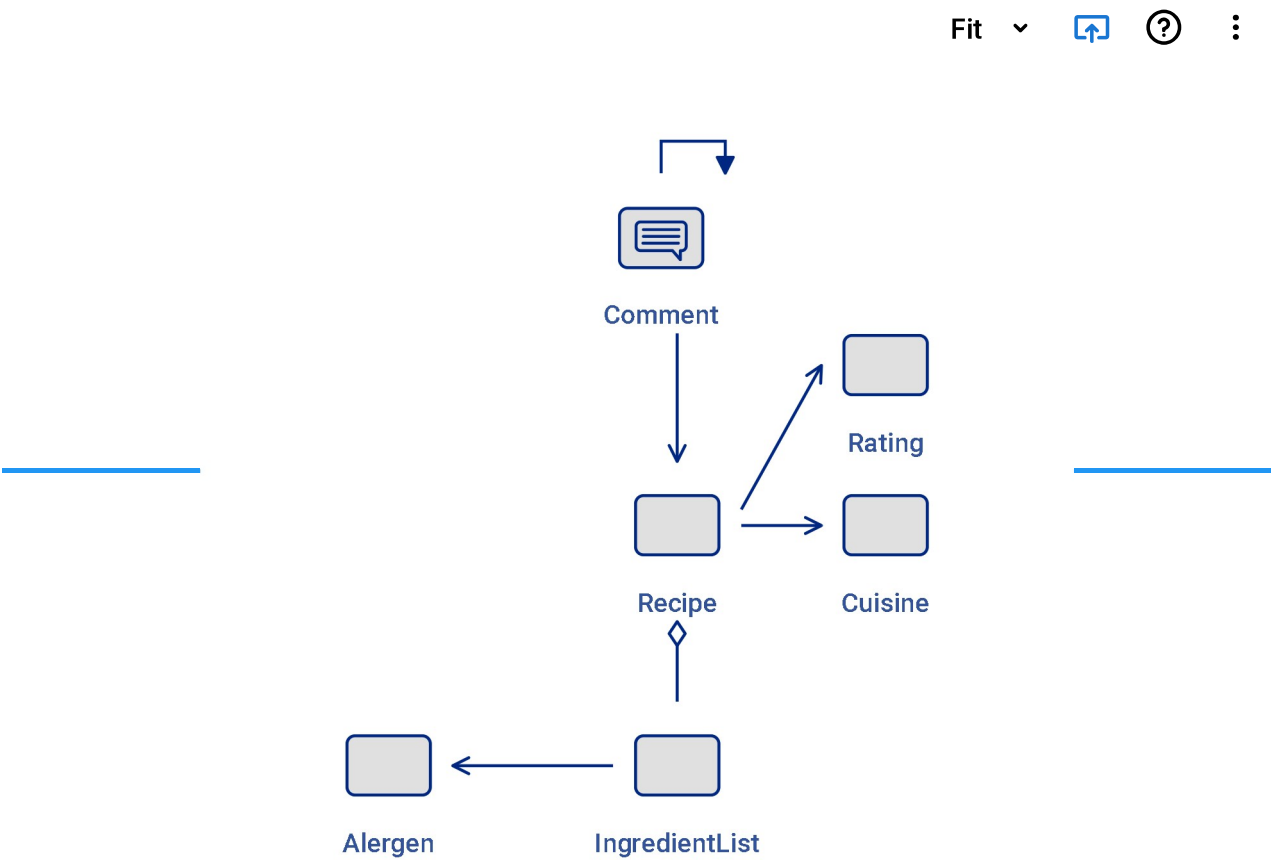 Fit
?
Comment
Rating
Recipe
Cuisine
Alergen
IngredientList